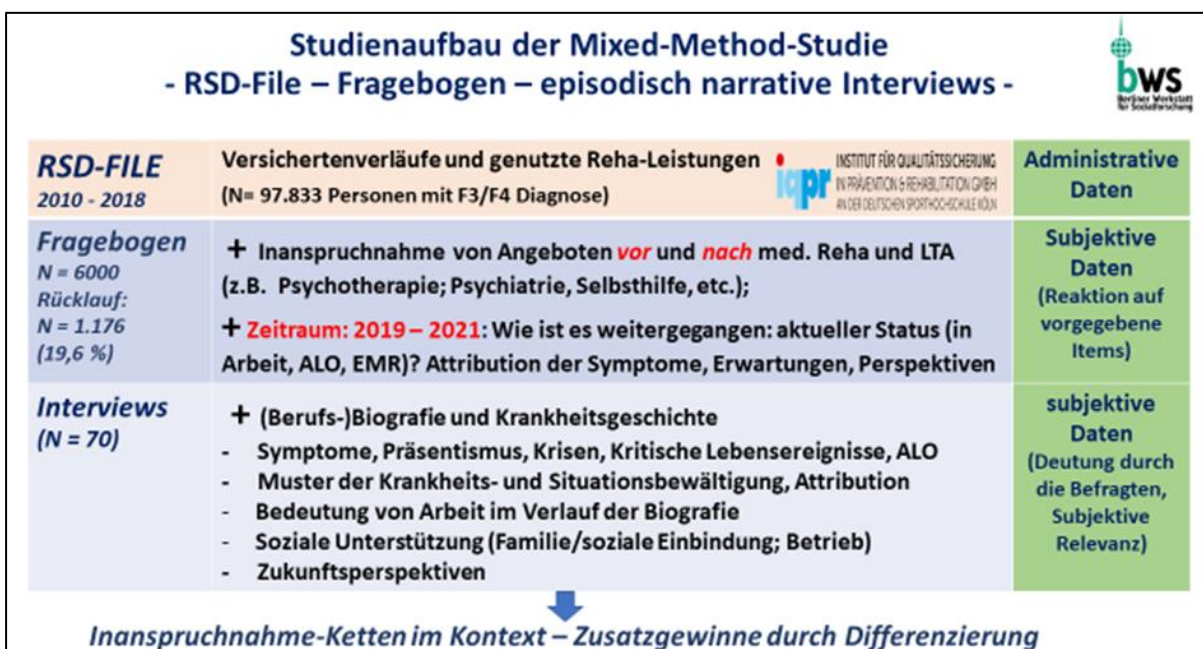 Studienaufbau der Mixed-Method-Studie
- RSD-File – Fragebogen – episodisch narrative Interviews -
bws
Berliner Werkstatt
für Sozialforschung
RSD-FILE
2010 - 2018
Versichertenverläufe und genutzte Reha-Leistungen
(N= 97.833 Personen mit F3/F4 Diagnose)
iqpr
INSTITUT FÜR QUALITÄTSSICHERUNG
IN PRÄVENTION & REHABILITATION GMBH
AN DER DEUTSCHEN SPORTHOCHSCHULE KÖLN
Administrative
Daten
Fragebogen
N = 6000
Rücklauf:
N = 1.176
(19,6 %)
+ Inanspruchnahme von Angeboten vor und nach med. Reha und LTA
(z.B. Psychotherapie; Psychiatrie, Selbsthilfe, etc.);
+ Zeitraum: 2019 – 2021: Wie ist es weitergegangen: aktueller Status (in
Arbeit, ALO, EMR)? Attribution der Symptome, Erwartungen, Perspektiven
Subjektive
Daten
(Reaktion auf
vorgegebene
Items)
Interviews
(N = 70)
+ (Berufs-)Biografie und Krankheitsgeschichte
- Symptome, Präsentismus, Krisen, Kritische Lebensereignisse, ALO
- Muster der Krankheits- und Situationsbewältigung, Attribution
- Bedeutung von Arbeit im Verlauf der Biografie
- Soziale Unterstützung (Familie/soziale Einbindung; Betrieb)
- Zukunftsperspektiven
subjektive
Daten
(Deutung durch
die Befragten,
Subjektive
Relevanz)
Inanspruchnahme-Ketten im Kontext – Zusatzgewinne durch Differenzierung